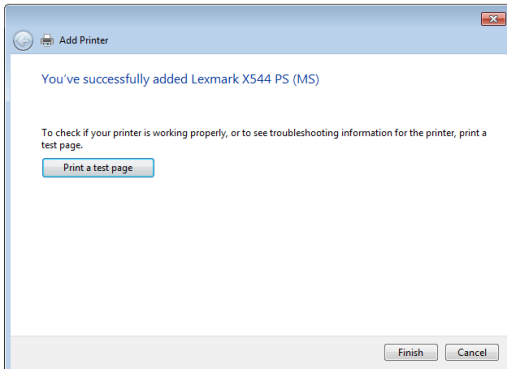 Add Printer
You've successfully added Lexmark X544 PS (MS)
To check if your printer is working properly, or to see troubleshooting information for the printer, print a
test page.
Print a test page
Finish
Cancel